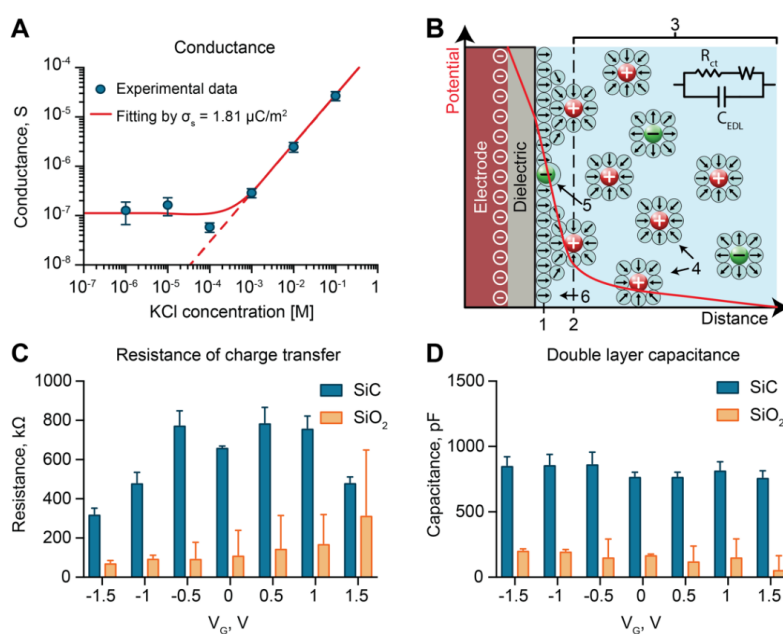 A
Conductance
Conductance, S
10⁻⁴
10⁻⁵
10⁻⁶
10⁻⁷
10⁻⁸
Experimental data
Fitting by σₛ = 1.81 µC/m²
10⁻⁷ 10⁻⁶ 10⁻⁵ 10⁻⁴ 10⁻³ 10⁻² 10⁻¹ 1
KCl concentration [M]
B
3
Potential
Electrode
Dielectric
R_ct
W
C_EDL
5
4
6
1 2
Distance
C
Resistance of charge transfer
Resistance, kΩ
1000
800
600
400
200
0
SiC
SiO₂
-1.5 -1 -0.5 0 0.5 1 1.5
V_G, V
D
Double layer capacitance
Capacitance, pF
1500
1000
500
0
SiC
SiO₂
-1.5 -1 -0.5 0 0.5 1 1.5
V_G, V